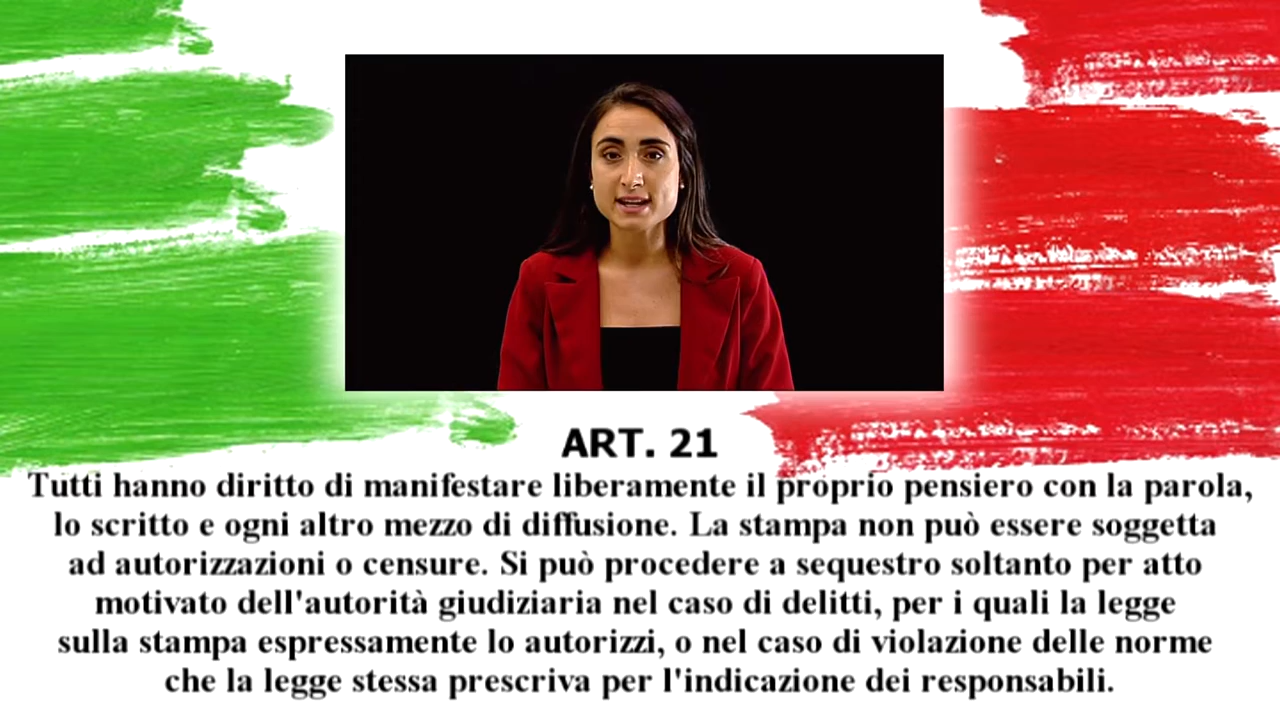 ART. 21
Tutti hanno diritto di manifestare liberamente il proprio pensiero con la parola,
lo scritto e ogni altro mezzo di diffusione. La stampa non può essere soggetta
ad autorizzazioni o censure. Si può procedere a sequestro soltanto per atto
motivato dell'autorità giudiziaria nel caso di delitti, per i quali la legge
sulla stampa espressamente lo autorizzi, o nel caso di violazione delle norme
che la legge stessa prescriva per l'indicazione dei responsabili.